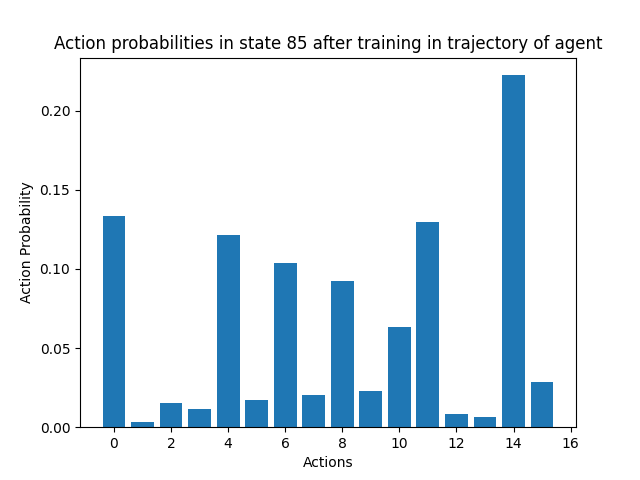 Action probabilities in state 85 after training in trajectory of agent
Action Probability
0.20
0.15
0.10
0.05
0.00
0 2 4 6 8 10 12 14 16
Actions